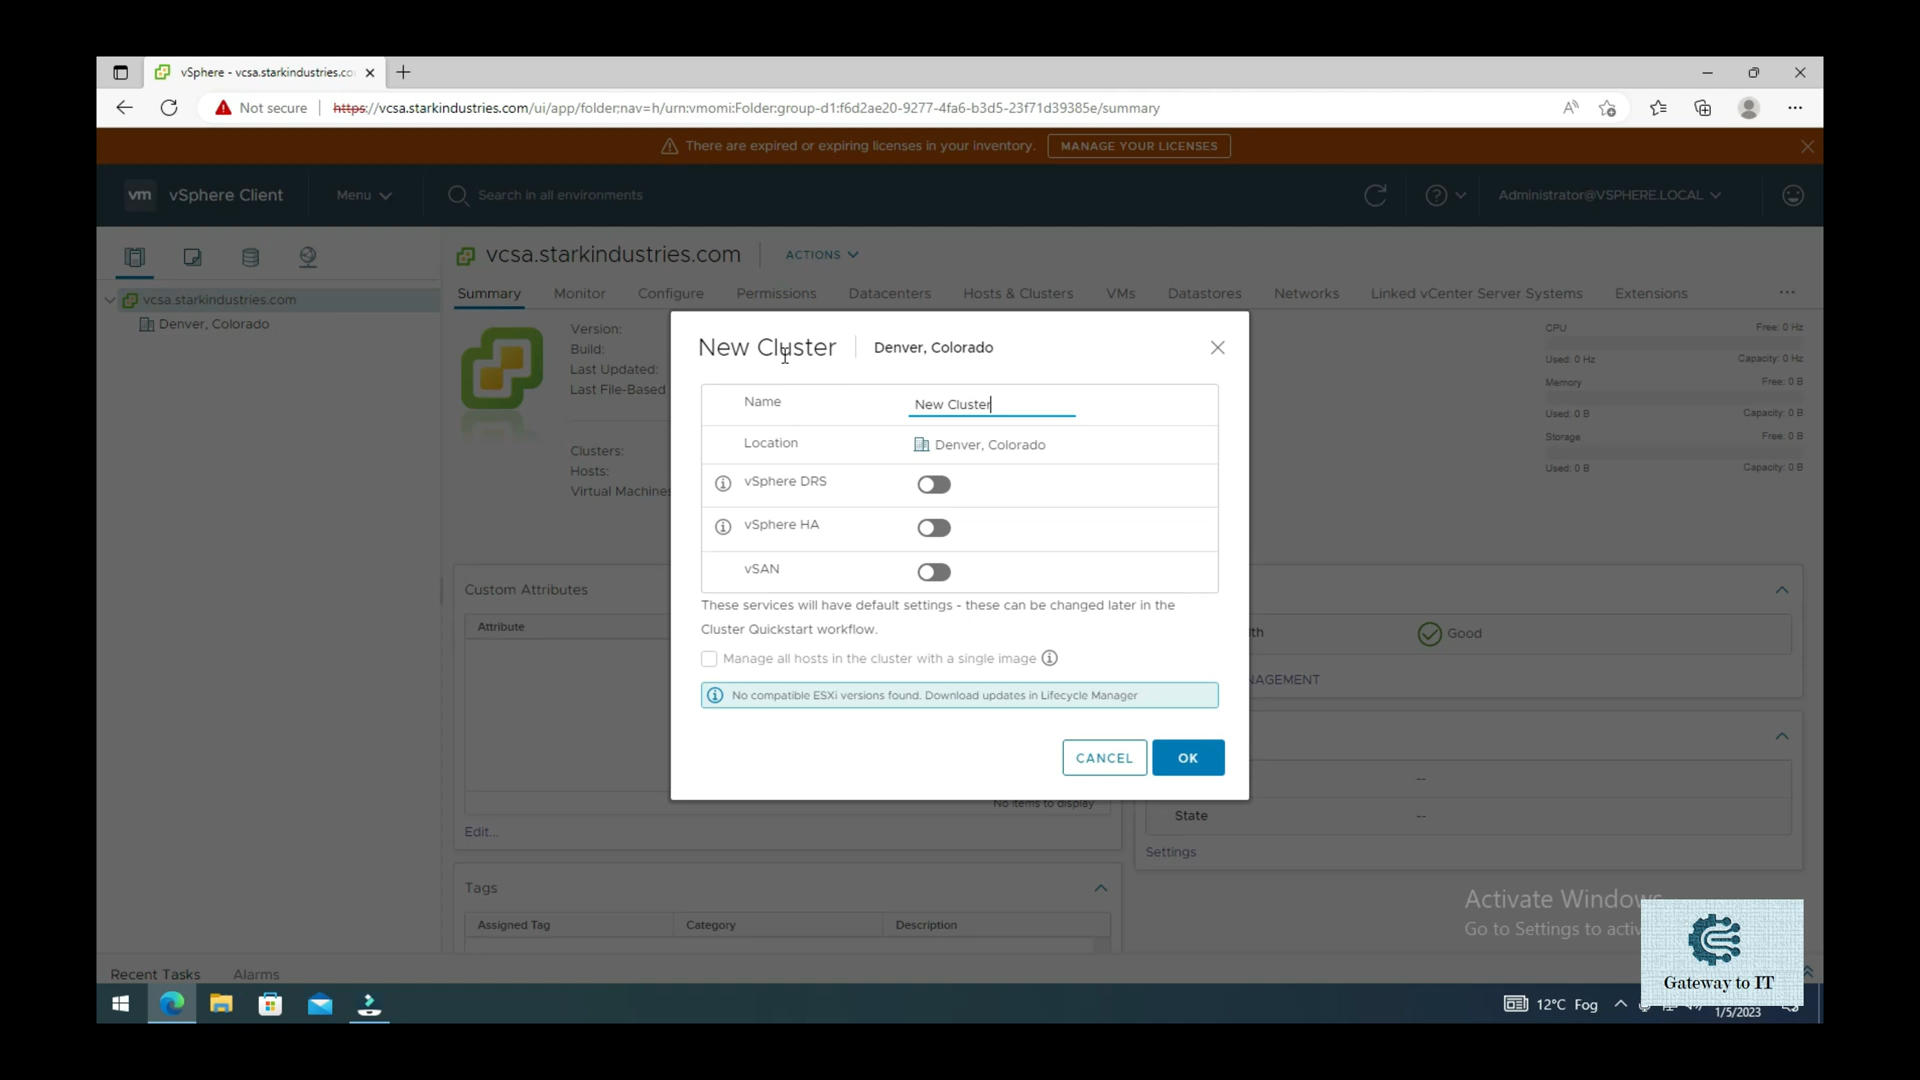 vSphere - vcsa.starkindustries.co
Not secure
https://vcsa.starkindustries.com/ui/app/folder;nav=h/urn:vmomi:Folder:group-d1:f6d2ae20-9277-4fa6-b3d5-23f71d39385e/summary
There are expired or expiring licenses in your inventory.
MANAGE YOUR LICENSES
vm
vSphere Client
Menu
Search in all environments
Administrator@VSPHERE.LOCAL
vcsa.starkindustries.com
Denver, Colorado
vcsa.starkindustries.com
ACTIONS
Summary
Monitor
Configure
Permissions
Datacenters
Hosts & Clusters
VMs
Datastores
Networks
Linked vCenter Server Systems
Extensions
Version:
Build:
Last Updated:
Last File-Based
Clusters:
Hosts:
Virtual Machines
CPU
Free: 0 Hz
Used: 0 Hz
Capacity: 0 Hz
Memory
Free: 0 B
Used: 0 B
Capacity: 0 B
Storage
Free: 0 B
Used: 0 B
Capacity: 0 B
New Cluster
Denver, Colorado
Name
New Cluster
Location
Denver, Colorado
vSphere DRS
vSphere HA
vSAN
These services will have default settings - these can be changed later in the
Cluster Quickstart workflow.
Manage all hosts in the cluster with a single image
No compatible ESXi versions found. Download updates in Lifecycle Manager
CANCEL
OK
Custom Attributes
Attribute
No items to display
Edit...
Good
State
--
--
Settings
Tags
Assigned Tag
Category
Description
Activate Windows
Go to Settings to
Recent Tasks
Alarms
Gateway to IT
12°C Fog
1/5/2023